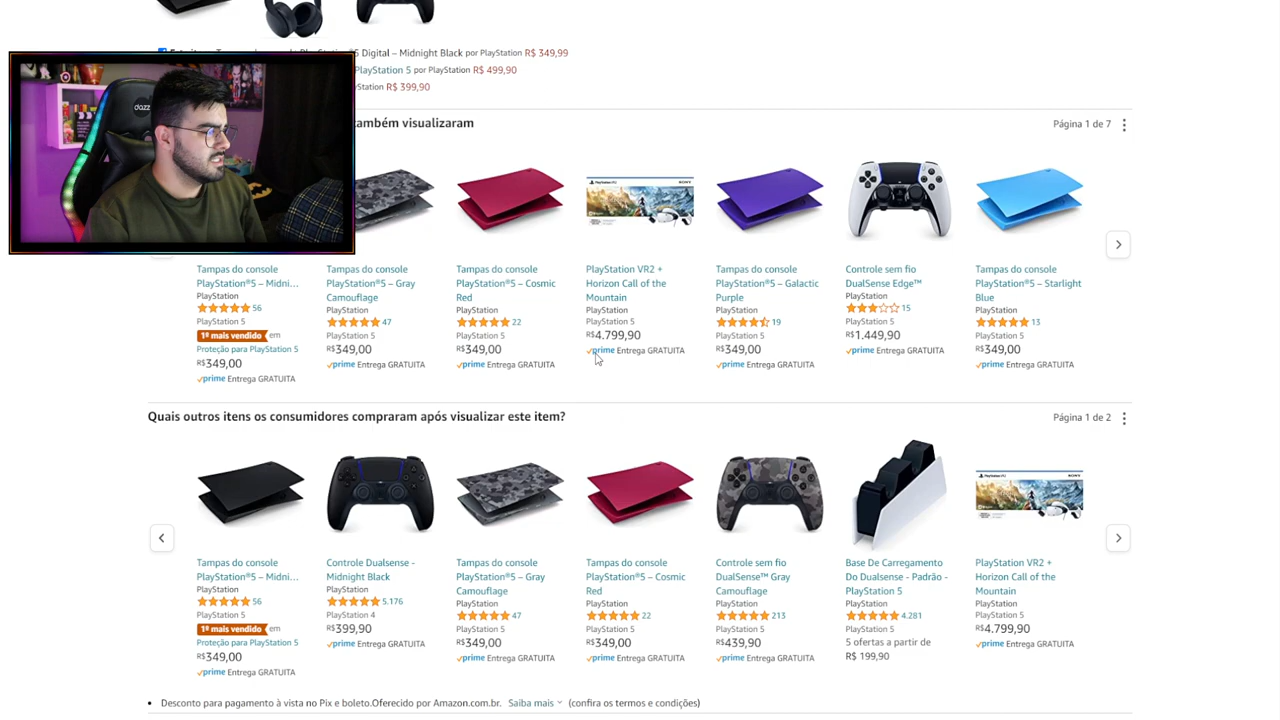 5 Digital – Midnight Black por PlayStation R$ 349,99
PlayStation 5 por PlayStation R$ 499,90
R$ 399,90
também visualizaram
Página 1 de 7
dazz
Tampas do console
PlayStation®5 – Midni...
PlayStation
56
PlayStation 5
1º mais vendido em
Proteção para PlayStation 5
R$349,00
prime Entrega GRATUITA
Tampas do console
PlayStation®5 – Gray
Camouflage
PlayStation
47
PlayStation 5
R$349,00
prime Entrega GRATUITA
Tampas do console
PlayStation®5 – Cosmic
Red
PlayStation
22
PlayStation 5
R$349,00
prime Entrega GRATUITA
PlayStation VR2 +
Horizon Call of the
Mountain
PlayStation
PlayStation 5
R$4.799,90
prime Entrega GRATUITA
Tampas do console
PlayStation®5 – Galactic
Purple
PlayStation
19
PlayStation 5
R$349,00
prime Entrega GRATUITA
Controle sem fio
DualSense Edge™
PlayStation
15
PlayStation 5
R$1.449,90
prime Entrega GRATUITA
Tampas do console
PlayStation®5 – Starlight
Blue
PlayStation
13
PlayStation 5
R$349,00
prime Entrega GRATUITA
Quais outros itens os consumidores compraram após visualizar este item?
Página 1 de 2
Tampas do console
PlayStation®5 – Midni...
PlayStation
56
PlayStation 5
1º mais vendido em
Proteção para PlayStation 5
R$349,00
prime Entrega GRATUITA
Controle Dualsense -
Midnight Black
PlayStation
5.176
PlayStation 4
R$399,90
prime Entrega GRATUITA
Tampas do console
PlayStation®5 – Gray
Camouflage
PlayStation
47
PlayStation 5
R$349,00
prime Entrega GRATUITA
Tampas do console
PlayStation®5 – Cosmic
Red
PlayStation
22
PlayStation 5
R$349,00
prime Entrega GRATUITA
Controle sem fio
DualSense™ Gray
Camouflage
PlayStation
213
PlayStation 5
R$439,90
prime Entrega GRATUITA
Base De Carregamento
Do Dualsense - Padrão -
PlayStation 5
PlayStation
4.281
PlayStation 5
5 ofertas a partir de
R$ 199,90
PlayStation VR2 +
Horizon Call of the
Mountain
PlayStation
PlayStation 5
R$4.799,90
prime Entrega GRATUITA
• Desconto para pagamento à vista no Pix e boleto.Oferecido por Amazon.com.br. Saiba mais (confira os termos e condições)